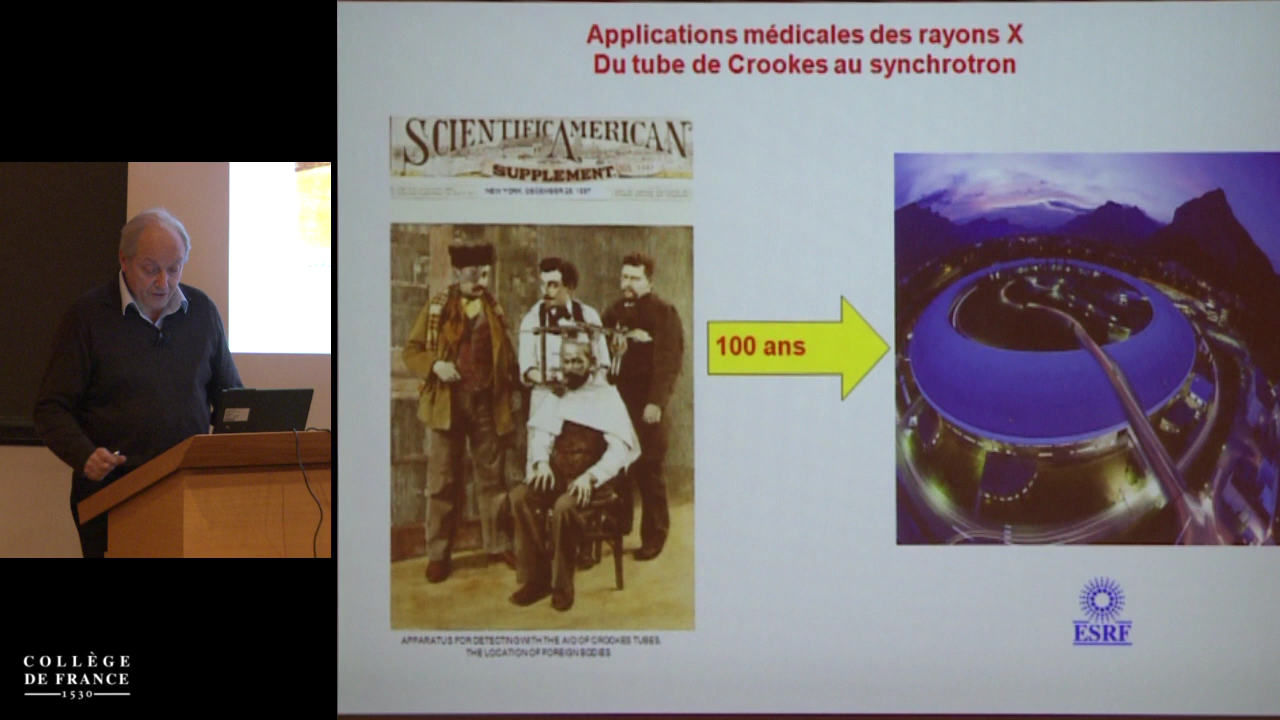 Applications médicales des rayons X
Du tube de Crookes au synchrotron
SCIENTIFIC AMERICAN
SUPPLEMENT
NEW YORK, DECEMBER 1897
100 ans
APPARATUS FOR DETECTING WITH THE AID OF CROOKES TUBES,
THE LOCATION OF FOREIGN BODIES
ESRF
COLLÈGE
DE FRANCE
1530